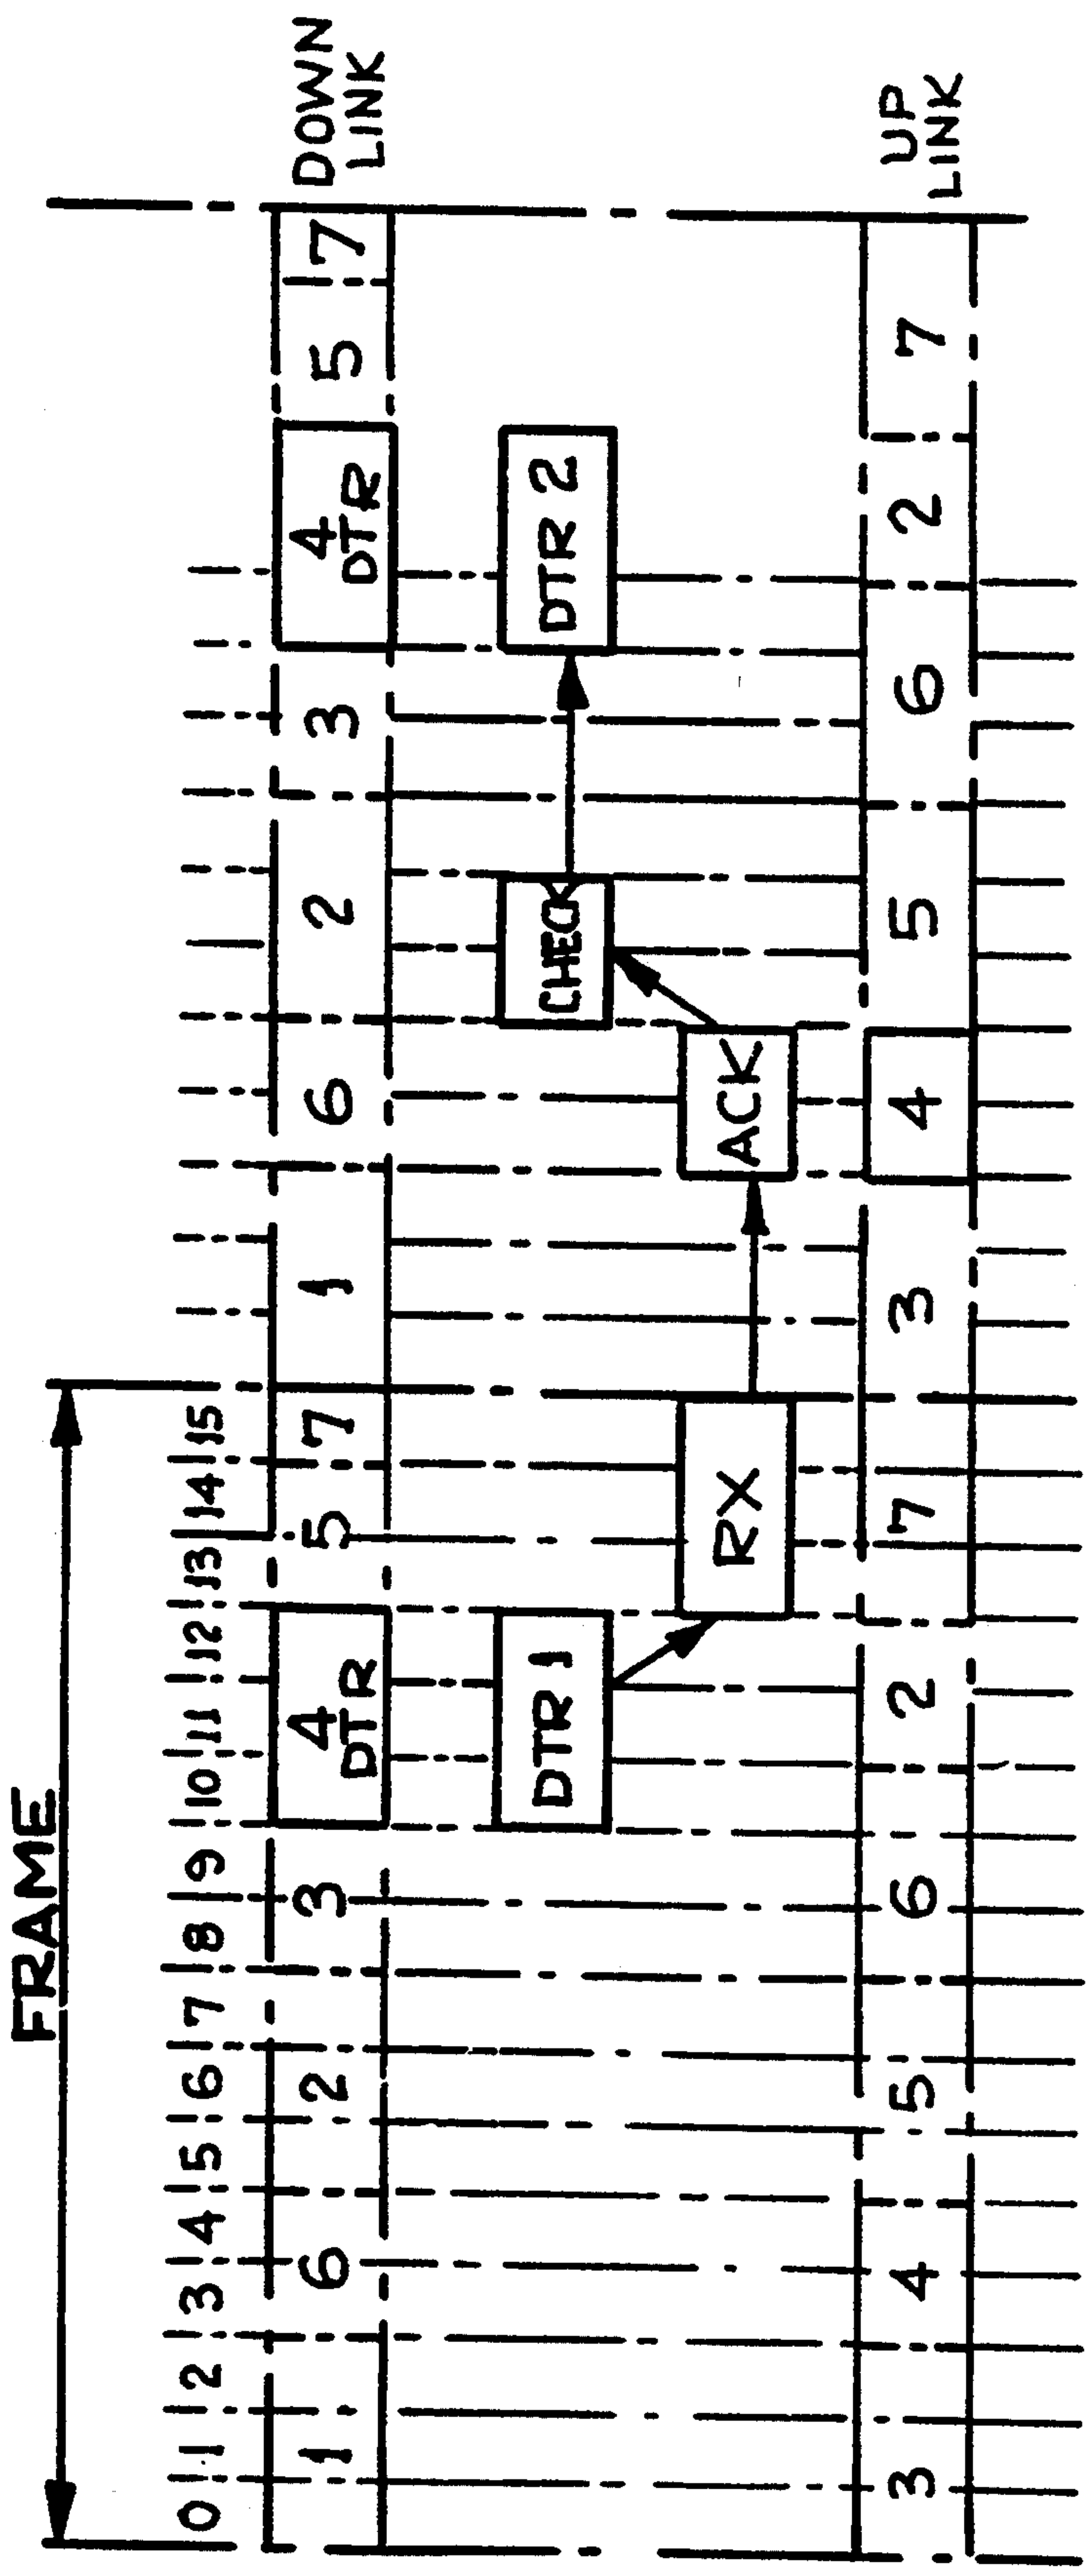 FRAME
0 1 2 3 4 5 6 7 8 9 10 11 12 13 14 15
1 6 2 3 4 5 7 1 6 2 3 4 5 7
DTR DTR
DOWN
LINK
DTR 1 CHECK DTR 2
RX ACK
3 4 5 6 2 7 3 4 5 6 2 7
UP
LINK